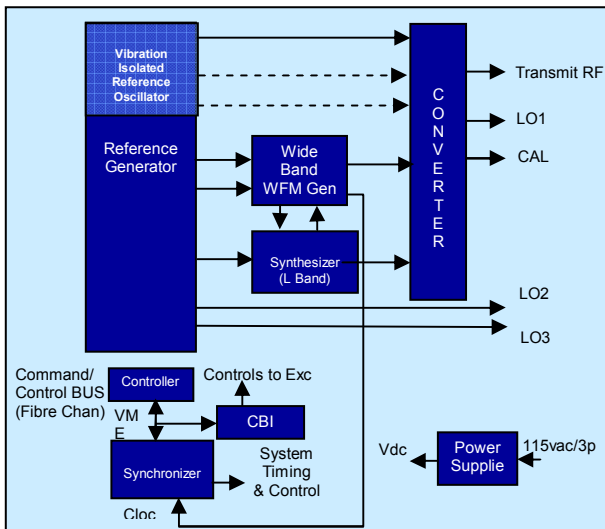 Vibration
Isolated
Reference
Oscillator
Reference
Generator
Wide
Band
WFM Gen
Synthesizer
(L Band)
CONVERTER
Transmit RF
LO1
CAL
LO2
LO3
Command/
Control BUS
(Fibre Chan)
Controller
VM
E
Controls to Exc
CBI
Synchronizer
System
Timing
& Control
Cloc
Vdc
Power
Supplie
115vac/3p